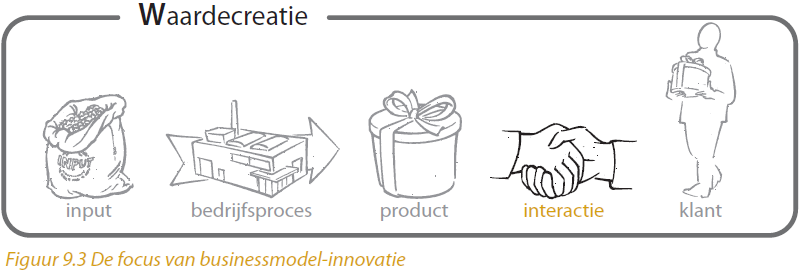 Waardecreatie
INPUT
input bedrijfsproces product interactie klant
Figuur 9.3 De focus van businessmodel-innovatie